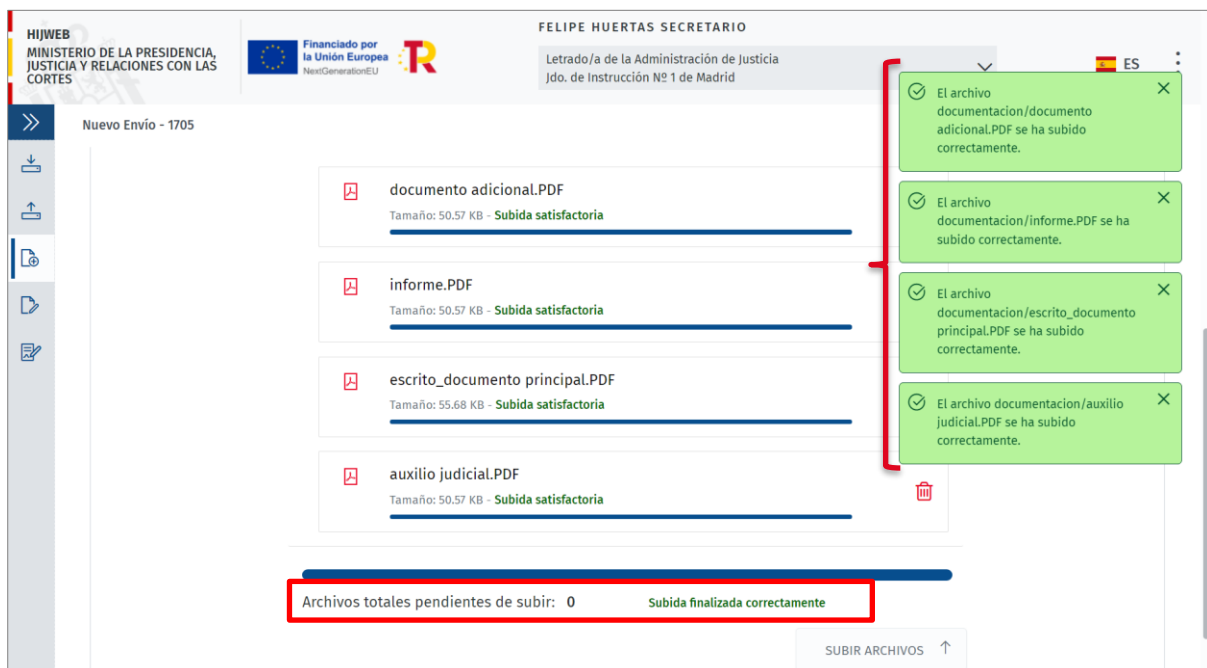 HIJWEB
MINISTERIO DE LA PRESIDENCIA,
JUSTICIA Y RELACIONES CON LAS
CORTES
Financiado por
la Unión Europea
NextGenerationEU
FELIPE HUERTAS SECRETARIO
Letrado/a de la Administración de Justicia
Jdo. de Instrucción Nº 1 de Madrid
ES
Nuevo Envío - 1705
documento adicional.PDF
Tamaño: 50.57 KB - Subida satisfactoria
informe.PDF
Tamaño: 50.57 KB - Subida satisfactoria
escrito_documento principal.PDF
Tamaño: 55.68 KB - Subida satisfactoria
auxilio judicial.PDF
Tamaño: 50.57 KB - Subida satisfactoria
El archivo
documentacion/documento
adicional.PDF se ha subido
correctamente.
El archivo
documentacion/informe.PDF se ha
subido correctamente.
El archivo
documentacion/escrito_documento
principal.PDF se ha subido
correctamente.
El archivo documentacion/auxilio
judicial.PDF se ha subido
correctamente.
Archivos totales pendientes de subir: 0 Subida finalizada correctamente
SUBIR ARCHIVOS